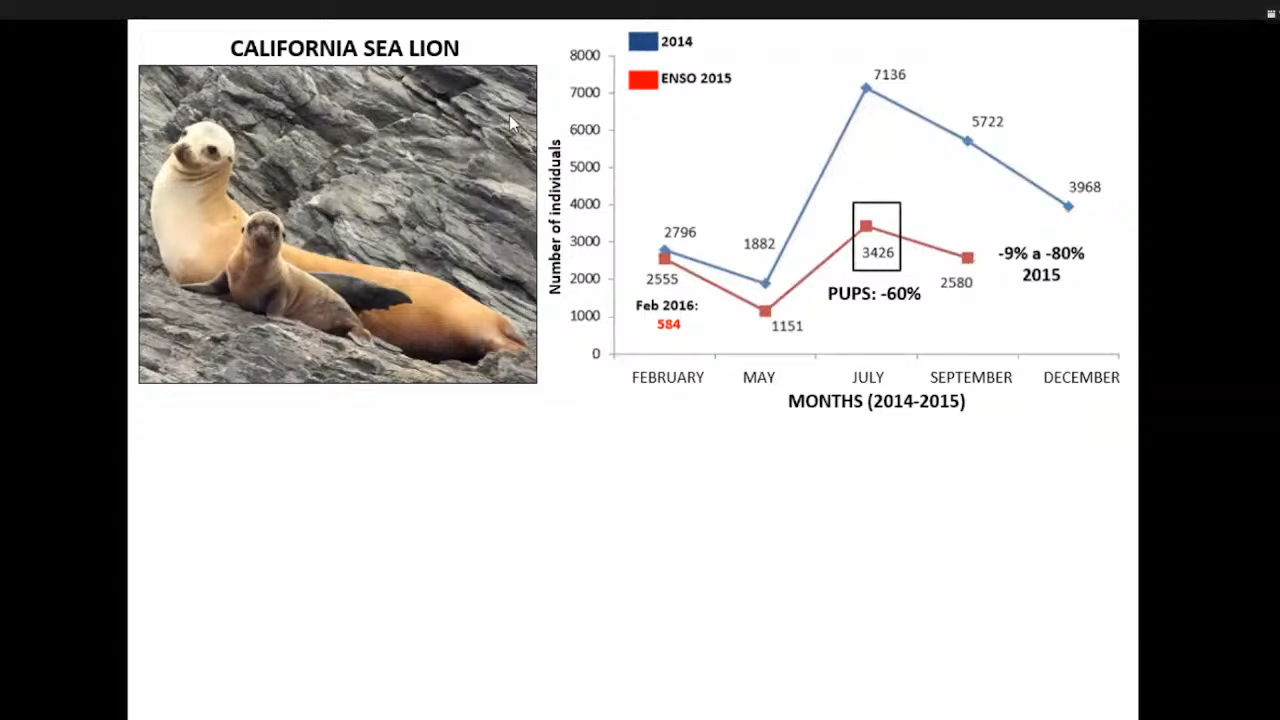 CALIFORNIA SEA LION
2014
ENSO 2015
8000
7000
6000
5000
4000
3000
2000
1000
0
Number of individuals
7136
5722
3968
2796
1882
2555
1151
3426
2580
Feb 2016:
584
PUPS: -60%
-9% a -80%
2015
FEBRUARY MAY JULY SEPTEMBER DECEMBER
MONTHS (2014-2015)